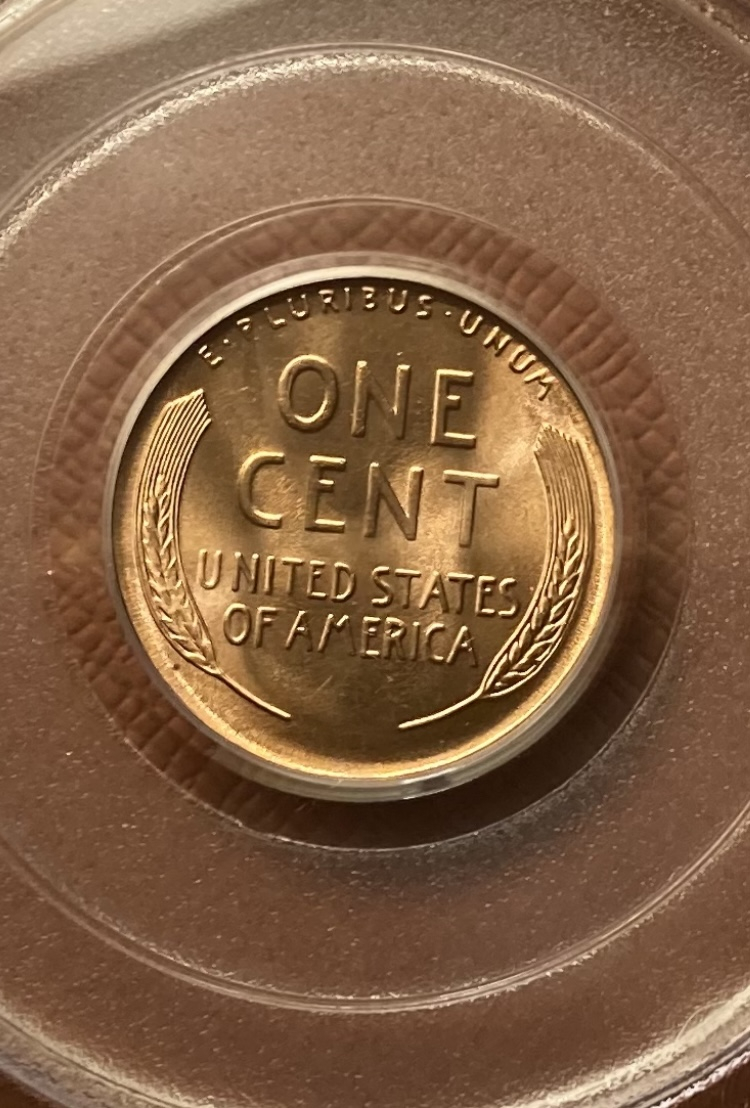 E·PLURIBUS·UNUM
ONE
CENT
UNITED STATES
OF AMERICA